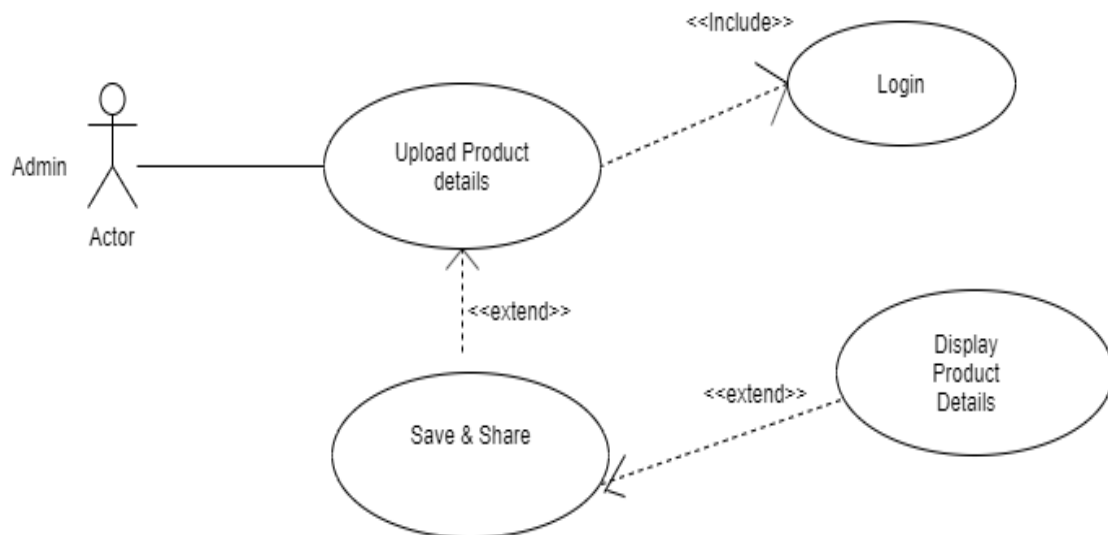 <<Include>>
Login
Admin
Actor
Upload Product
details
<<extend>>
Save & Share
<<extend>>
Display
Product
Details